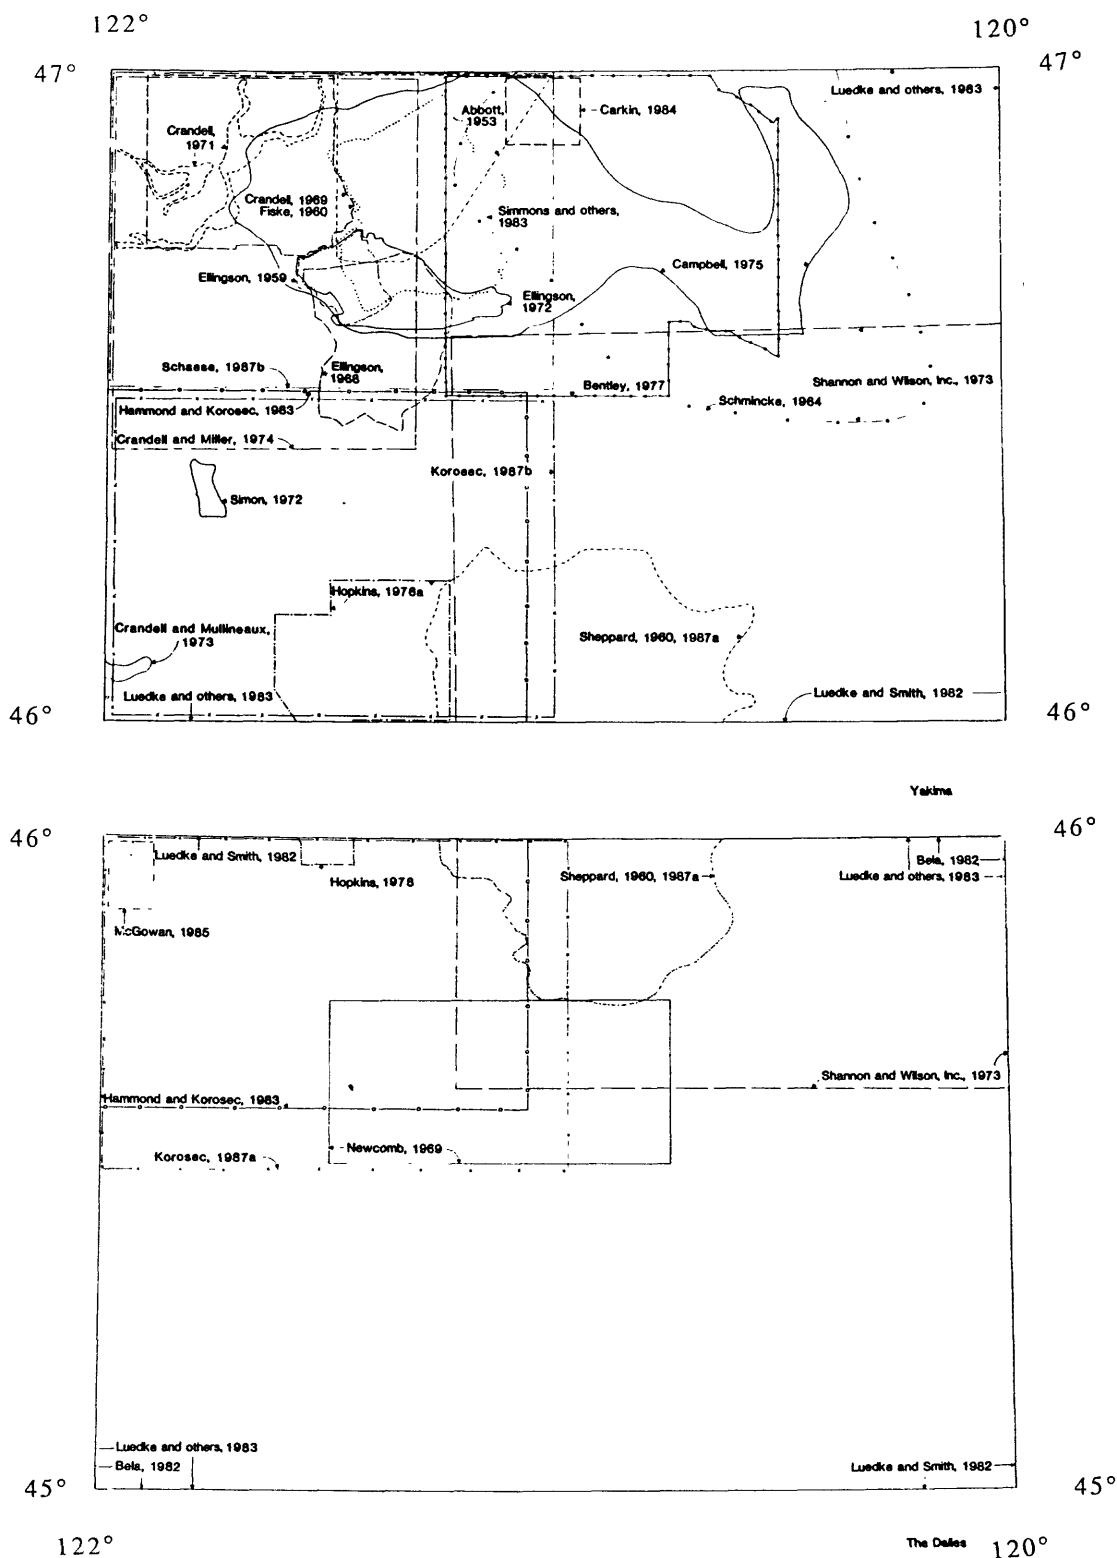 122°
120°
47°
47°
Luedke and others, 1983
Abbott,
1953
Carkin, 1984
Crandell,
1971
Crandell, 1969
Fiske, 1960
Simmons and others,
1983
Ellingson, 1959
Campbell, 1975
Ellingson,
1972
Schasse, 1987b
Ellingson,
1968
Bentley, 1977
Shannon and Wilson, Inc., 1973
Hammond and Korosec, 1983
Schmincke, 1964
Crandell and Miller, 1974
Korosec, 1987b
Simon, 1972
Hopkins, 1976a
Crandell and Mullineaux,
1973
Sheppard, 1960, 1987a
Luedke and others, 1983
Luedke and Smith, 1982
46°
46°
Yakima
46°
46°
Luedke and Smith, 1982
Bela, 1982
Hopkins, 1978
Sheppard, 1960, 1987a
Luedke and others, 1983
McGowan, 1985
Shannon and Wilson, Inc., 1973
Hammond and Korosec, 1983
Newcomb, 1969
Korosec, 1987a
Luedke and others, 1983
Bela, 1982
Luedke and Smith, 1982
45°
45°
The Dalles
122°
120°